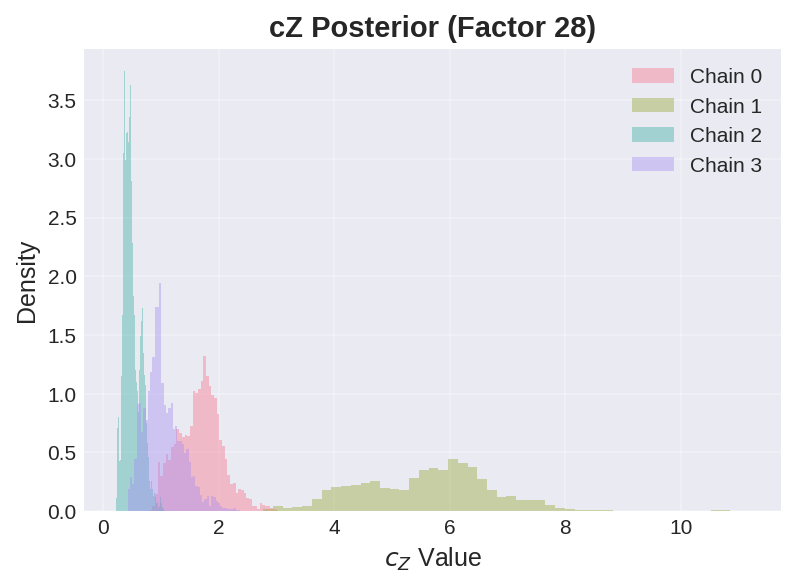 cZ Posterior (Factor 28)
Chain 0
Chain 1
Chain 2
Chain 3
3.5
3.0
2.5
2.0
1.5
1.0
0.5
0.0
Density
0 2 4 6 8 10
c_Z Value